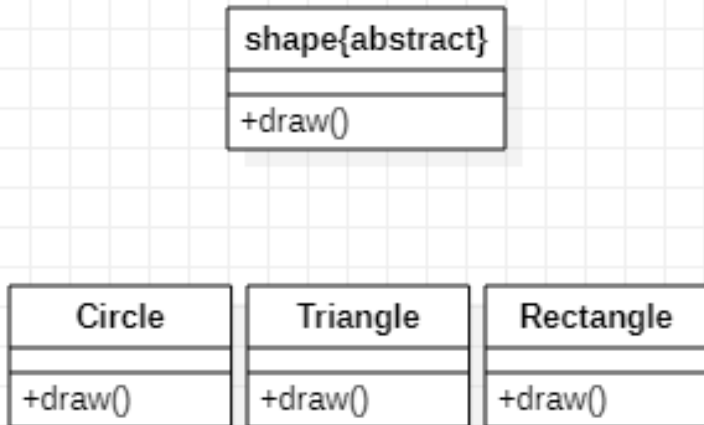 shape{abstract}
+draw()
Circle
Triangle
Rectangle
+draw()
+draw()
+draw()